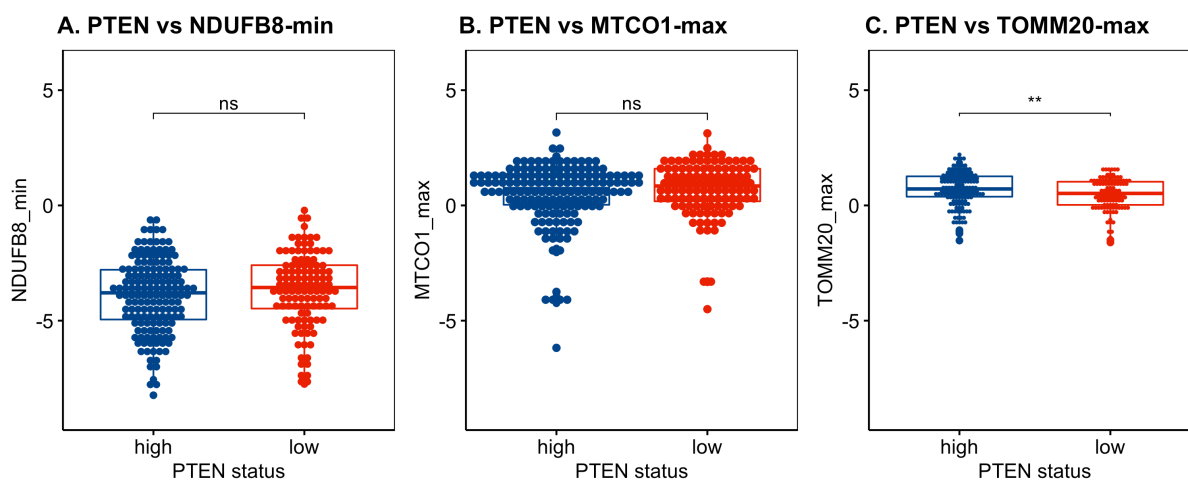 A. PTEN vs NDUFB8-min
5
0
-5
NDUFB8_min
ns
high
low
PTEN status
B. PTEN vs MTCO1-max
5
0
-5
MTCO1_max
ns
high
low
PTEN status
C. PTEN vs TOMM20-max
5
0
-5
TOMM20_max
**
high
low
PTEN status